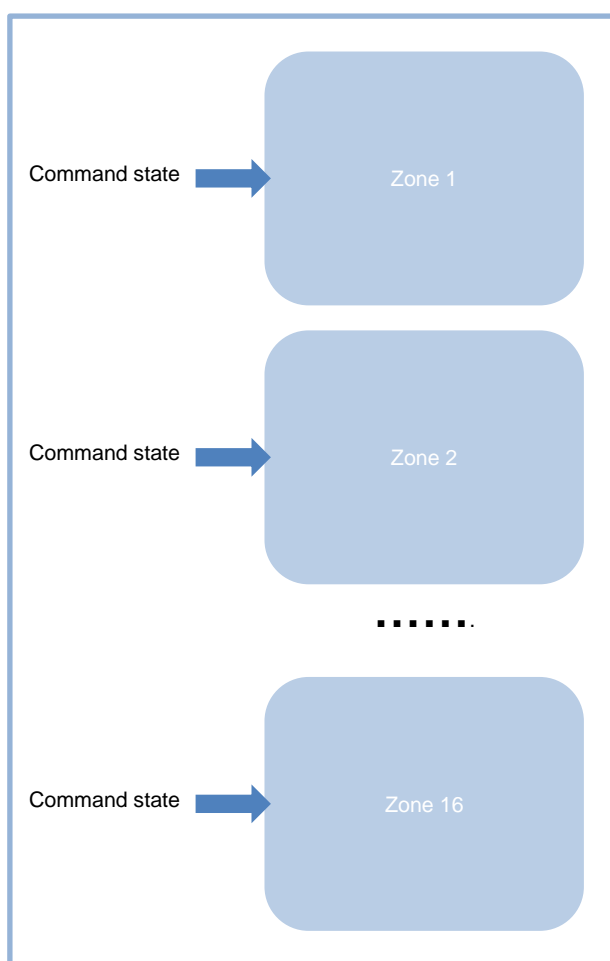 Command state
Zone 1
Command state
Zone 2
.......
Command state
Zone 16